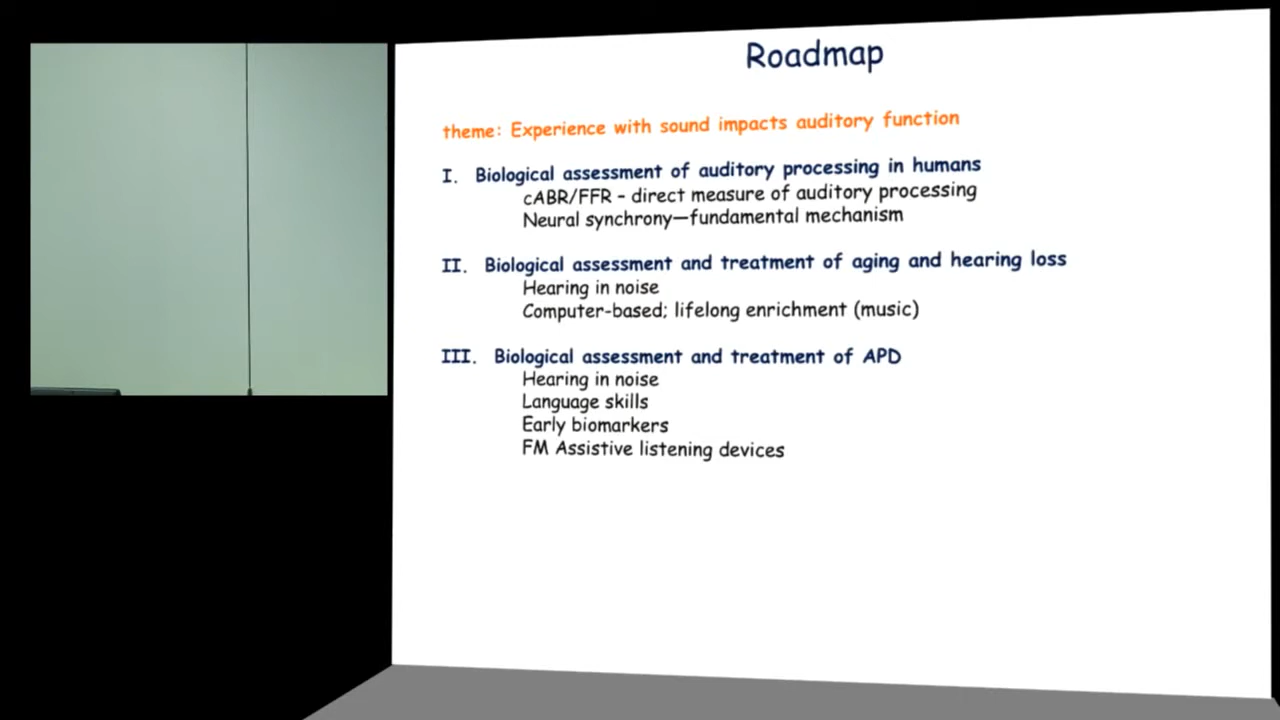 Roadmap
theme: Experience with sound impacts auditory function
I. Biological assessment of auditory processing in humans
cABR/FFR – direct measure of auditory processing
Neural synchrony—fundamental mechanism
II. Biological assessment and treatment of aging and hearing loss
Hearing in noise
Computer-based; lifelong enrichment (music)
III. Biological assessment and treatment of APD
Hearing in noise
Language skills
Early biomarkers
FM Assistive listening devices